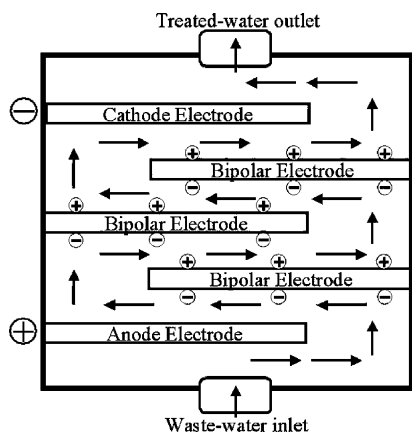 Treated-water outlet
⊖
Cathode Electrode
+ + +
Bipolar Electrode
− − −
+ + +
Bipolar Electrode
− − −
+ + +
Bipolar Electrode
− − −
⊕
Anode Electrode
Waste-water inlet